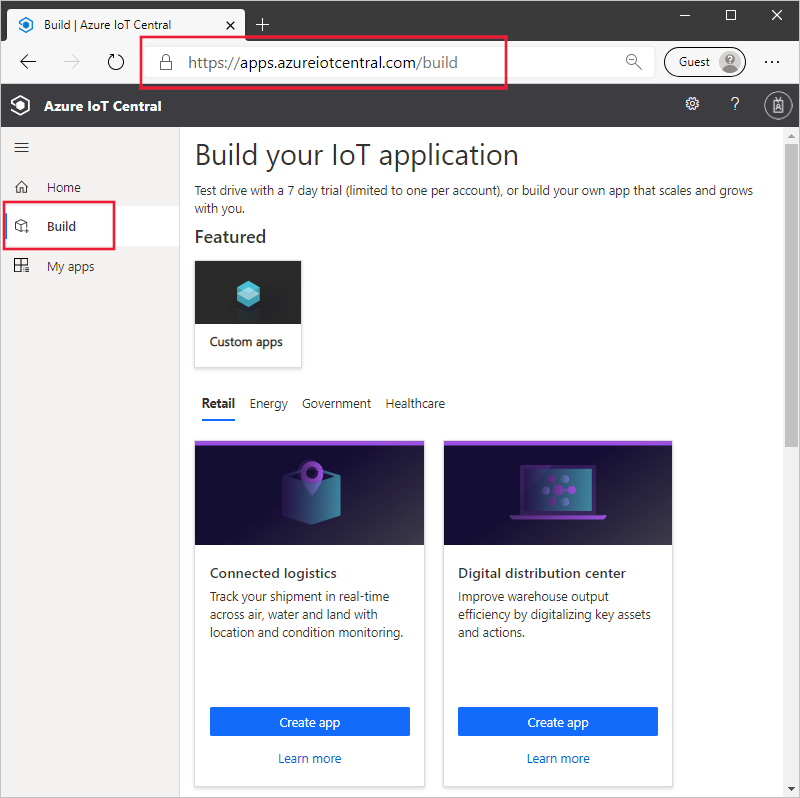 Build | Azure IoT Central
https://apps.azureiotcentral.com/build
Guest
Azure IoT Central
?
Home
Build
My apps
Build your IoT application
Test drive with a 7 day trial (limited to one per account), or build your own app that scales and grows
with you.
Featured
Custom apps
Retail Energy Government Healthcare
Connected logistics
Track your shipment in real-time
across air, water and land with
location and condition monitoring.
Create app
Learn more
Digital distribution center
Improve warehouse output
efficiency by digitalizing key assets
and actions.
Create app
Learn more